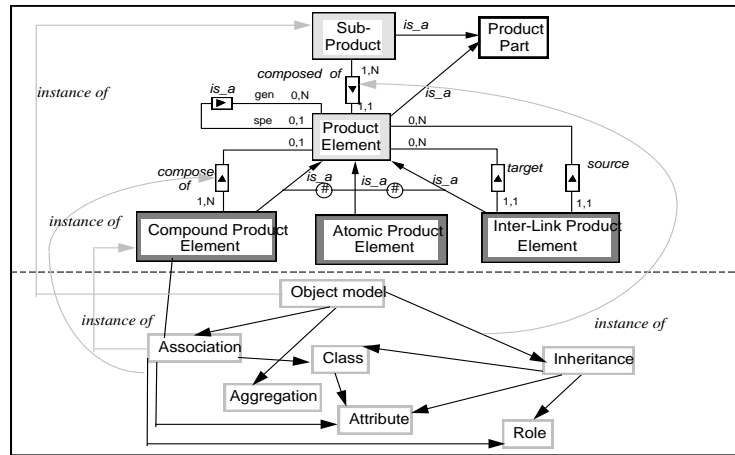 Sub-
Product
is_a
Product
Part
composed of
1,N
is_a
instance of
is_a
gen
0,N
1,1
spe
0,1
Product
Element
0,N
0,1
0,N
compose
of
is_a
is_a
is_a
target
source
1,N
1,1
1,1
instance of
Compound Product
Element
Atomic Product
Element
Inter-Link Product
Element
#
#
Object model
instance of
instance of
Association
Class
Inheritance
Aggregation
Attribute
Role